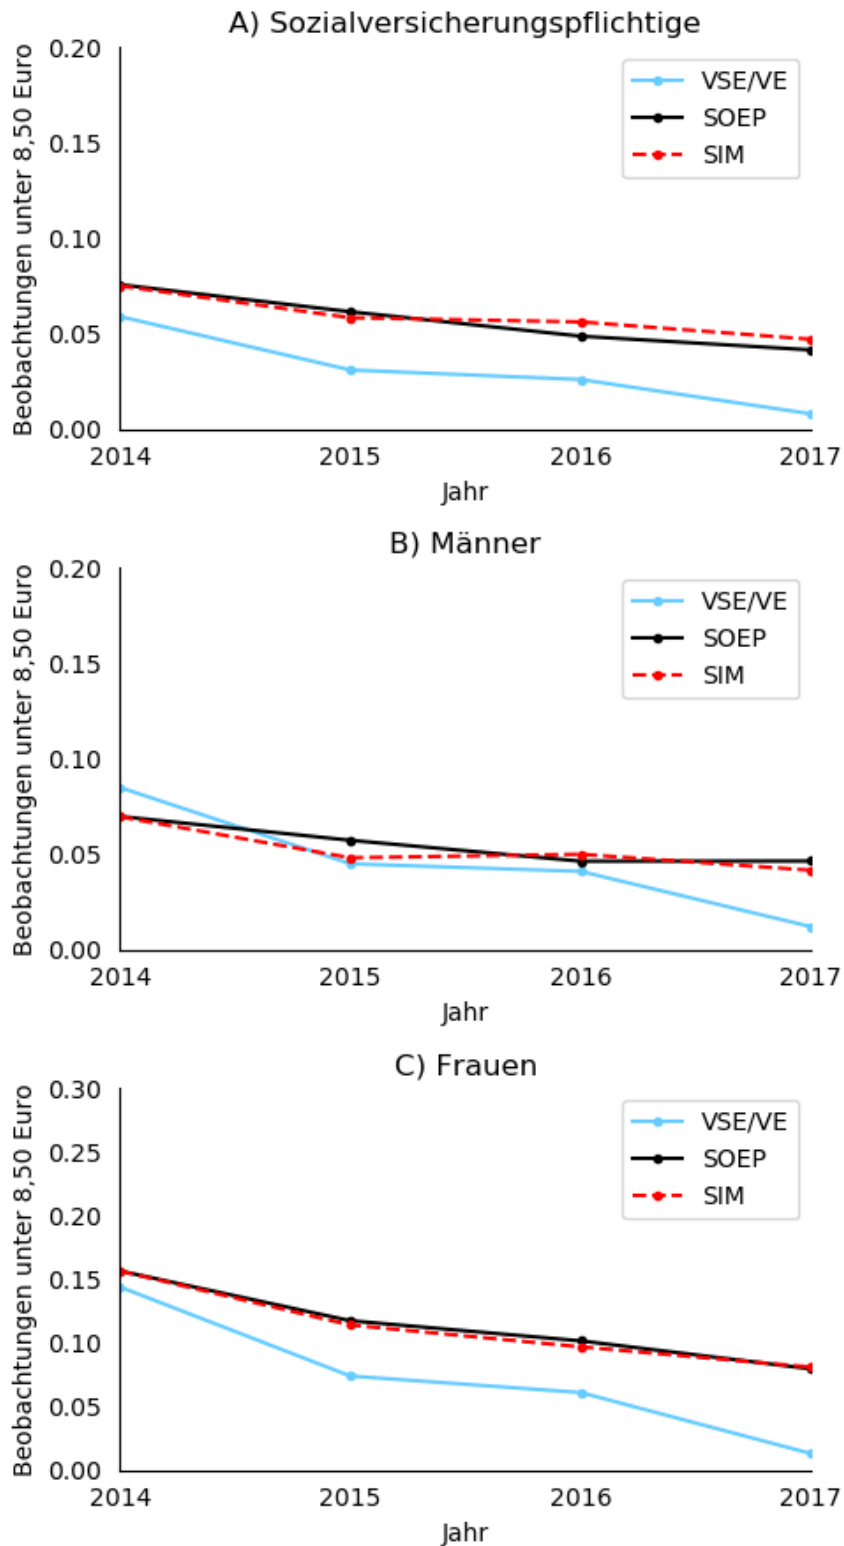 A) Sozialversicherungspflichtige
Beobachtungen unter 8,50 Euro
0.20
0.15
0.10
0.05
0.00
VSE/VE
SOEP
SIM
2014 2015 2016 2017
Jahr
B) Männer
Beobachtungen unter 8,50 Euro
0.20
0.15
0.10
0.05
0.00
VSE/VE
SOEP
SIM
2014 2015 2016 2017
Jahr
C) Frauen
Beobachtungen unter 8,50 Euro
0.30
0.25
0.20
0.15
0.10
0.05
0.00
VSE/VE
SOEP
SIM
2014 2015 2016 2017
Jahr